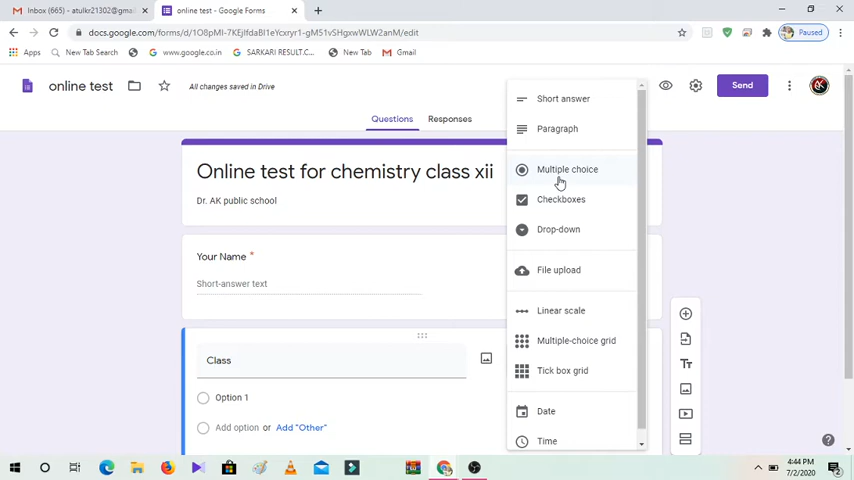 Inbox (665) - atulkr21302@gma
online test - Google Forms
docs.google.com/forms/d/1O8pMI-7KEjIfdaBI1eYcxryr1-gM51vSHgxwWLW2anM/edit
Paused
Apps
New Tab Search
www.google.co.in
SARKARI RESULT.C...
New Tab
Gmail
online test
All changes saved in Drive
Send
Questions
Responses
Online test for chemistry class xii
Dr. AK public school
Your Name *
Short-answer text
Class
Option 1
Add option or Add "Other"
Short answer
Paragraph
Multiple choice
Checkboxes
Drop-down
File upload
Linear scale
Multiple-choice grid
Tick box grid
Date
Time
4:44 PM
7/2/2020
2